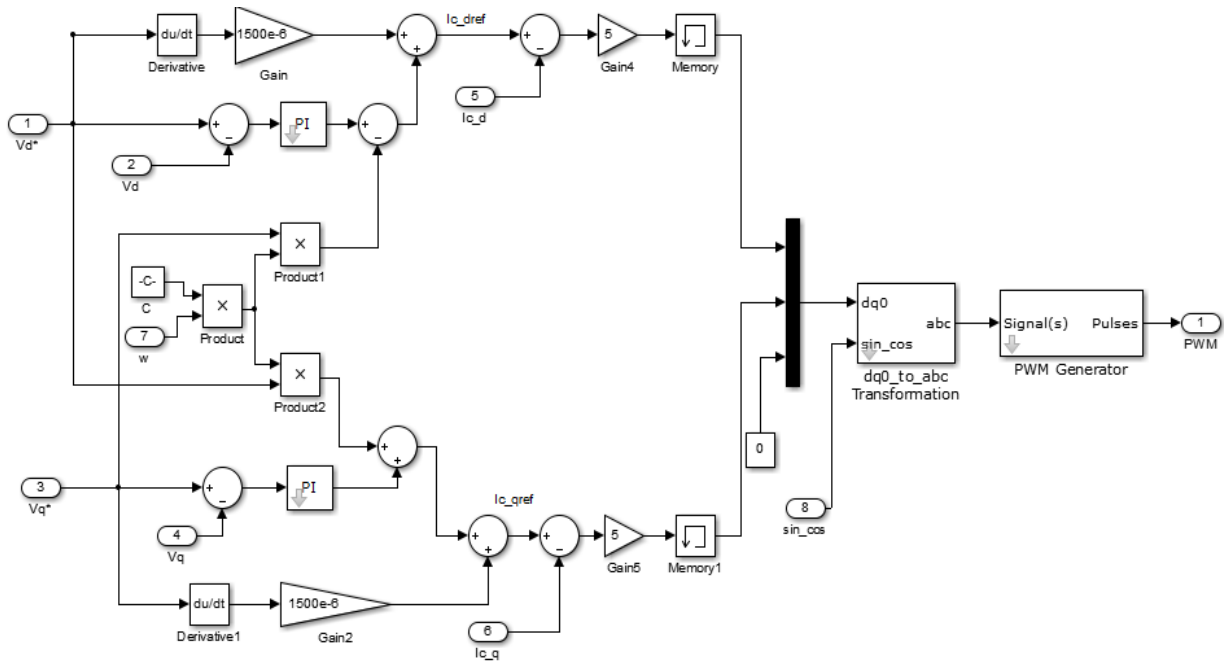 du/dt
Derivative
1500e-6
Gain
+
+
Ic_dref
+
−
5
Gain4
Memory
5
Ic_d
1
Vd*
+
−
PI
+
−
2
Vd
×
Product1
-C-
C
7
w
×
Product
×
Product2
dq0
sin_cos
abc
dq0_to_abc
Transformation
Signal(s)
Pulses
PWM Generator
1
PWM
0
8
sin_cos
+
+
3
Vq*
+
−
PI
4
Vq
Ic_qref
+
+
+
−
5
Gain5
Memory1
du/dt
Derivative1
1500e-6
Gain2
6
Ic_q